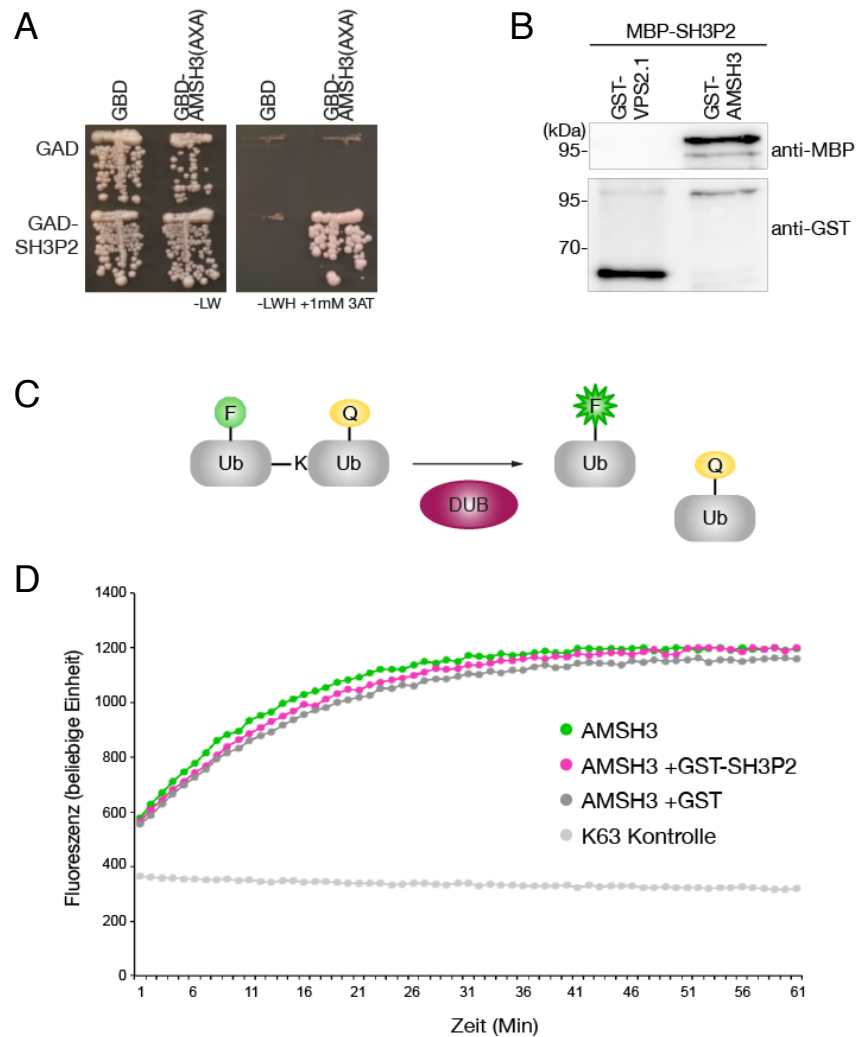 A
GBD
GBD-
AMSH3(AXA)
GBD
GBD-
AMSH3(AXA)
GAD
GAD-
SH3P2
-LW
-LWH +1mM 3AT
B
MBP-SH3P2
GST-
VPS2.1
GST-
AMSH3
(kDa)
95-
anti-MBP
95-
70-
anti-GST
C
F
Q
Ub
K
Ub
DUB
F
Ub
Q
Ub
D
Fluoreszenz (beliebige Einheit)
1400
1200
1000
800
600
400
200
0
AMSH3
AMSH3 +GST-SH3P2
AMSH3 +GST
K63 Kontrolle
1 6 11 16 21 26 31 36 41 46 51 56 61
Zeit (Min)